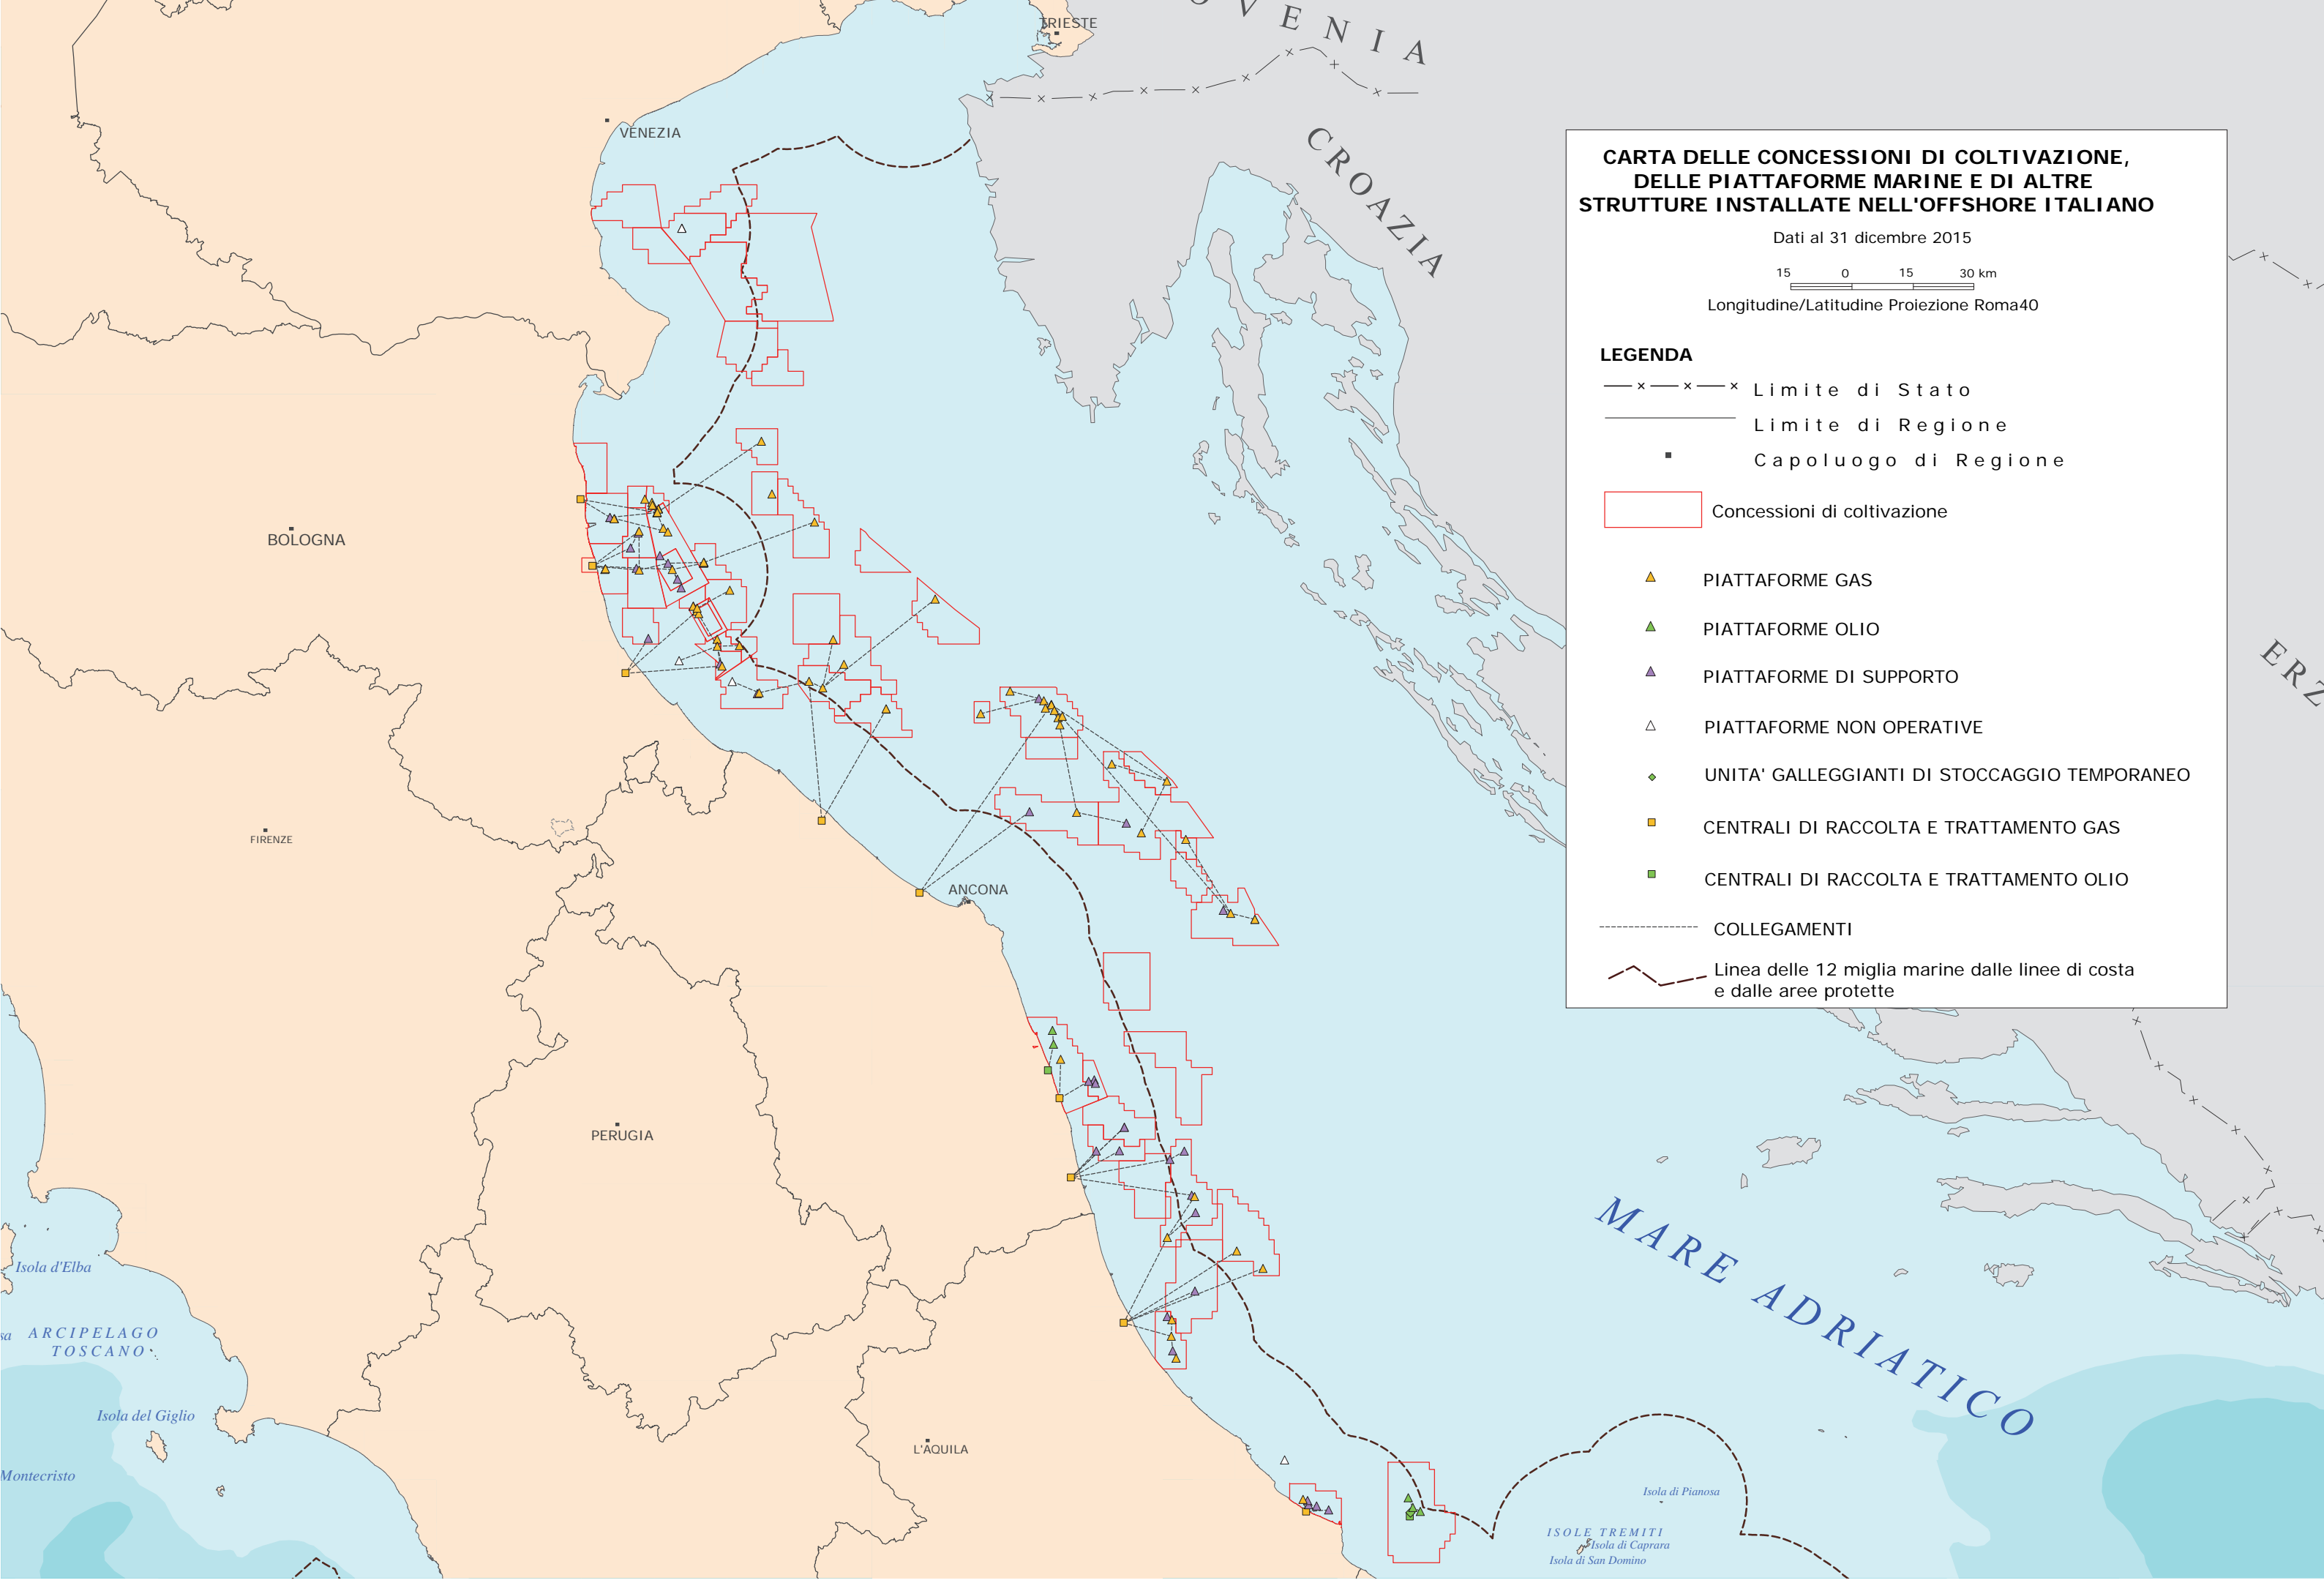 TRIESTE
OVENIA
VENEZIA
CROAZIA
CARTA DELLE CONCESSIONI DI COLTIVAZIONE,
DELLE PIATTAFORME MARINE E DI ALTRE
STRUTTURE INSTALLATE NELL'OFFSHORE ITALIANO
Dati al 31 dicembre 2015
15 0 15 30 km
Longitudine/Latitudine Proiezione Roma40
LEGENDA
Limite di Stato
Limite di Regione
Capoluogo di Regione
Concessioni di coltivazione
PIATTAFORME GAS
PIATTAFORME OLIO
PIATTAFORME DI SUPPORTO
PIATTAFORME NON OPERATIVE
UNITA' GALLEGGIANTI DI STOCCAGGIO TEMPORANEO
CENTRALI DI RACCOLTA E TRATTAMENTO GAS
CENTRALI DI RACCOLTA E TRATTAMENTO OLIO
COLLEGAMENTI
Linea delle 12 miglia marine dalle linee di costa
e dalle aree protette
BOLOGNA
ERZ
FIRENZE
ANCONA
PERUGIA
MARE ADRIATICO
Isola d'Elba
sa
ARCIPELAGO
TOSCANO
Isola del Giglio
Montecristo
L'AQUILA
Isola di Pianosa
ISOLE TREMITI
Isola di Caprara
Isola di San Domino